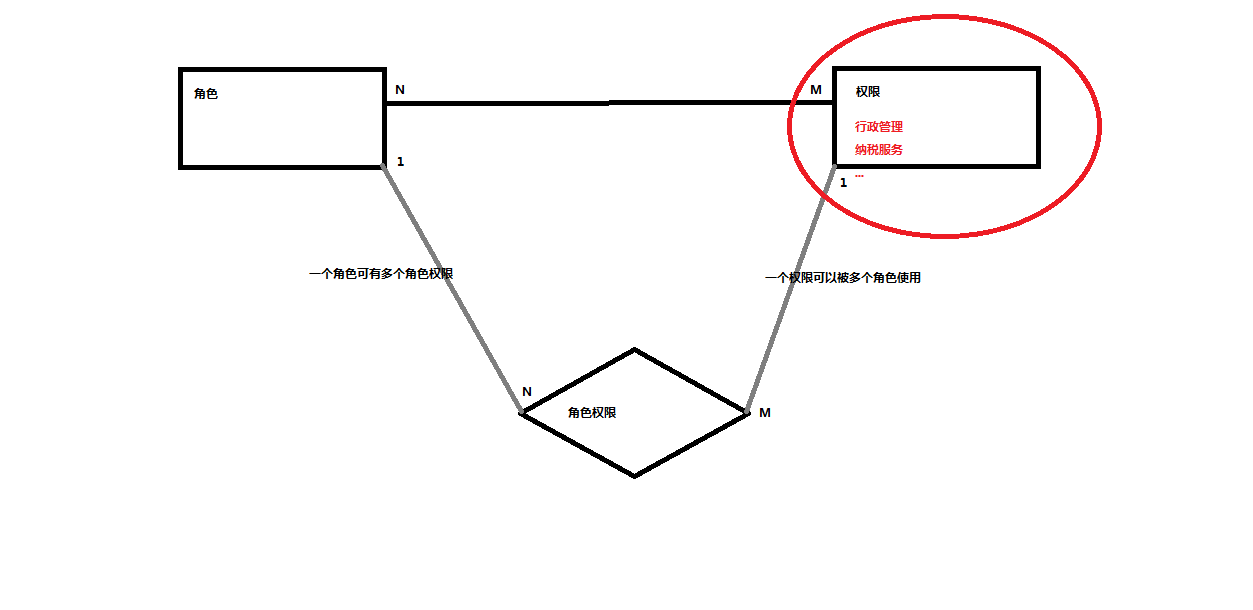 角色
N
M
权限
行政管理
纳税服务
...
1
1
一个角色可有多个角色权限
一个权限可以被多个角色使用
N
角色权限
M